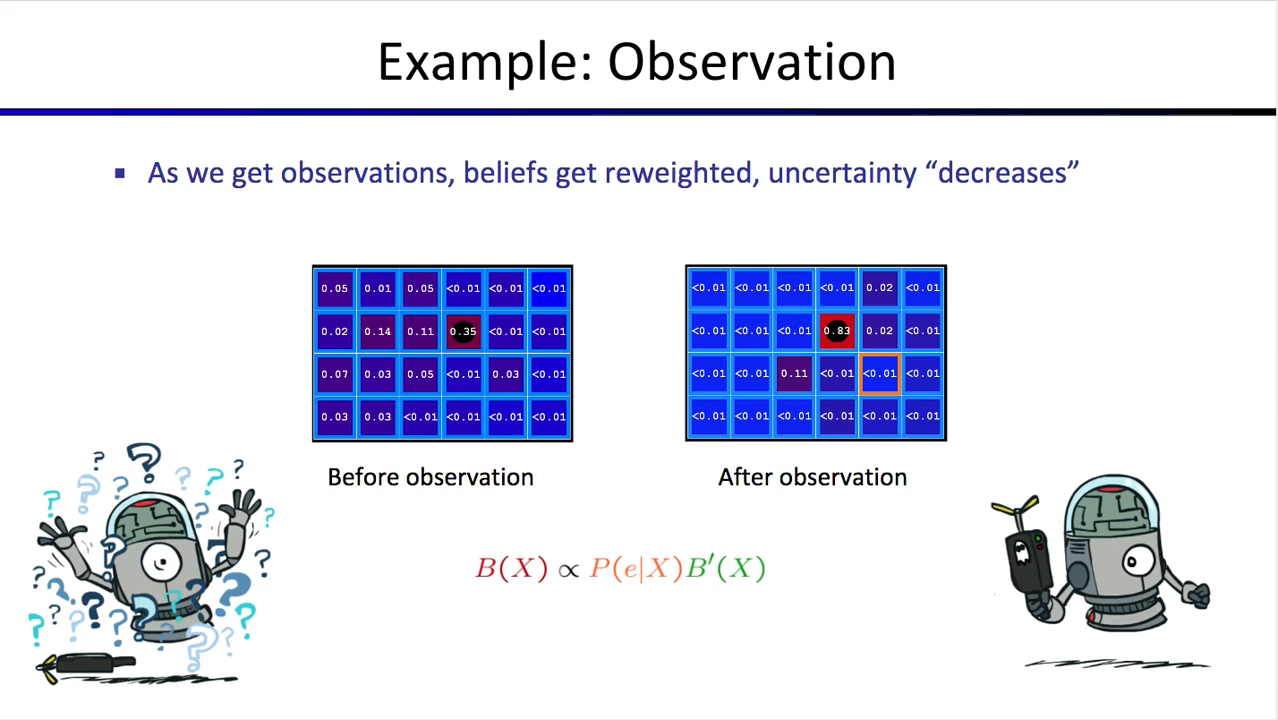 Example: Observation
▪ As we get observations, beliefs get reweighted, uncertainty “decreases”
0.05 0.01 0.05 <0.01 <0.01 <0.01
0.02 0.14 0.11 0.35 <0.01 <0.01
0.07 0.03 0.05 <0.01 0.03 <0.01
0.03 0.03 <0.01 <0.01 <0.01 <0.01
Before observation
<0.01 <0.01 <0.01 <0.01 0.02 <0.01
<0.01 <0.01 <0.01 0.83 0.02 <0.01
<0.01 <0.01 0.11 <0.01 <0.01 <0.01
<0.01 <0.01 <0.01 <0.01 <0.01 <0.01
After observation
B(X) ∝ P(e|X)B′(X)